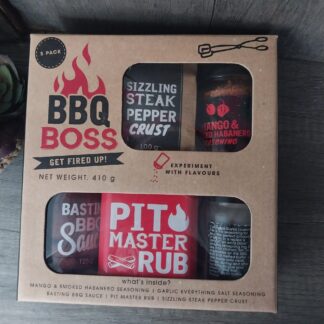 5 PACK
BBQ
BOSS
GET FIRED UP!
NET WEIGHT. 410 g
SIZZLING
STEAK
PEPPER
CRUST
100 g
MANGO &
HABANERO
SEASONING
EXPERIMENT
WITH FLAVOURS
BASTING
BBQ
Sauce
PIT
MASTER
RUB
what's inside?
MANGO & SMOKED HABANERO SEASONING | GARLIC EVERYTHING SALT SEASONING
BASTING BBQ SAUCE | PIT MASTER RUB | SIZZLING STEAK PEPPER CRUST